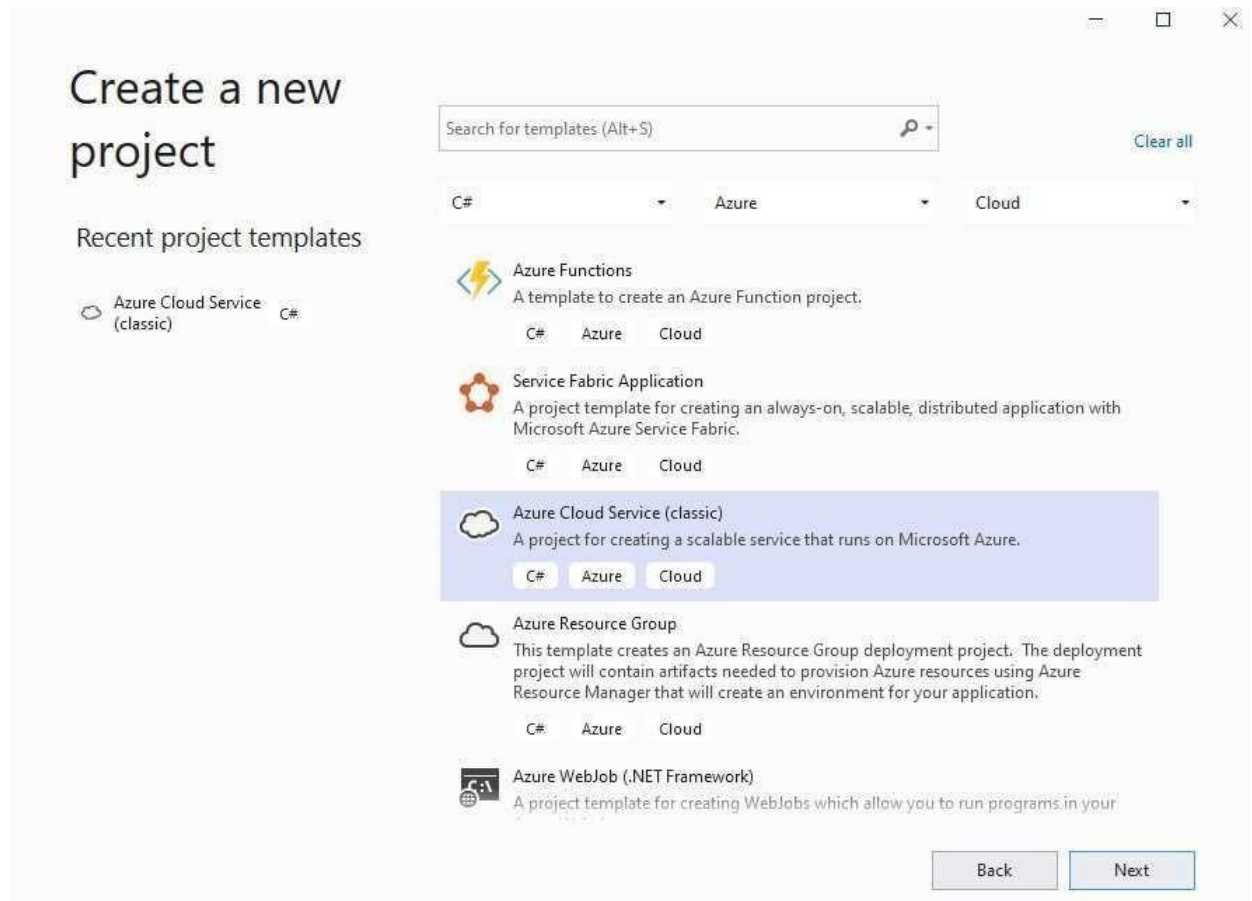 Create a new
project
Recent project templates
Azure Cloud Service
(classic)
C#
Search for templates (Alt+S)
Clear all
C#
Azure
Cloud
Azure Functions
A template to create an Azure Function project.
C# Azure Cloud
Service Fabric Application
A project template for creating an always-on, scalable, distributed application with
Microsoft Azure Service Fabric.
C# Azure Cloud
Azure Cloud Service (classic)
A project for creating a scalable service that runs on Microsoft Azure.
C# Azure Cloud
Azure Resource Group
This template creates an Azure Resource Group deployment project. The deployment
project will contain artifacts needed to provision Azure resources using Azure
Resource Manager that will create an environment for your application.
C# Azure Cloud
Azure WebJob (.NET Framework)
A project template for creating WebJobs which allow you to run programs in your
Back
Next